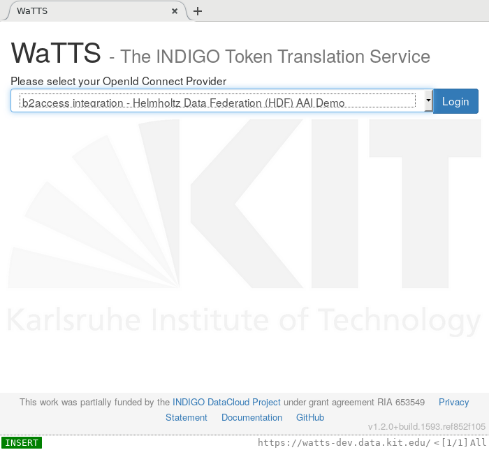 WaTTS × +
WaTTS - The INDIGO Token Translation Service
Please select your OpenId Connect Provider
b2access integration - Helmholtz Data Federation (HDF) AAI Demo Login
KIT
Karlsruhe Institute of Technology
This work was partially funded by the INDIGO DataCloud Project under grant agreement RIA 653549 Privacy
Statement Documentation GitHub
v1.2.0+build.1593.ref852f105
INSERT https://watts-dev.data.kit.edu/ <[1/1] All